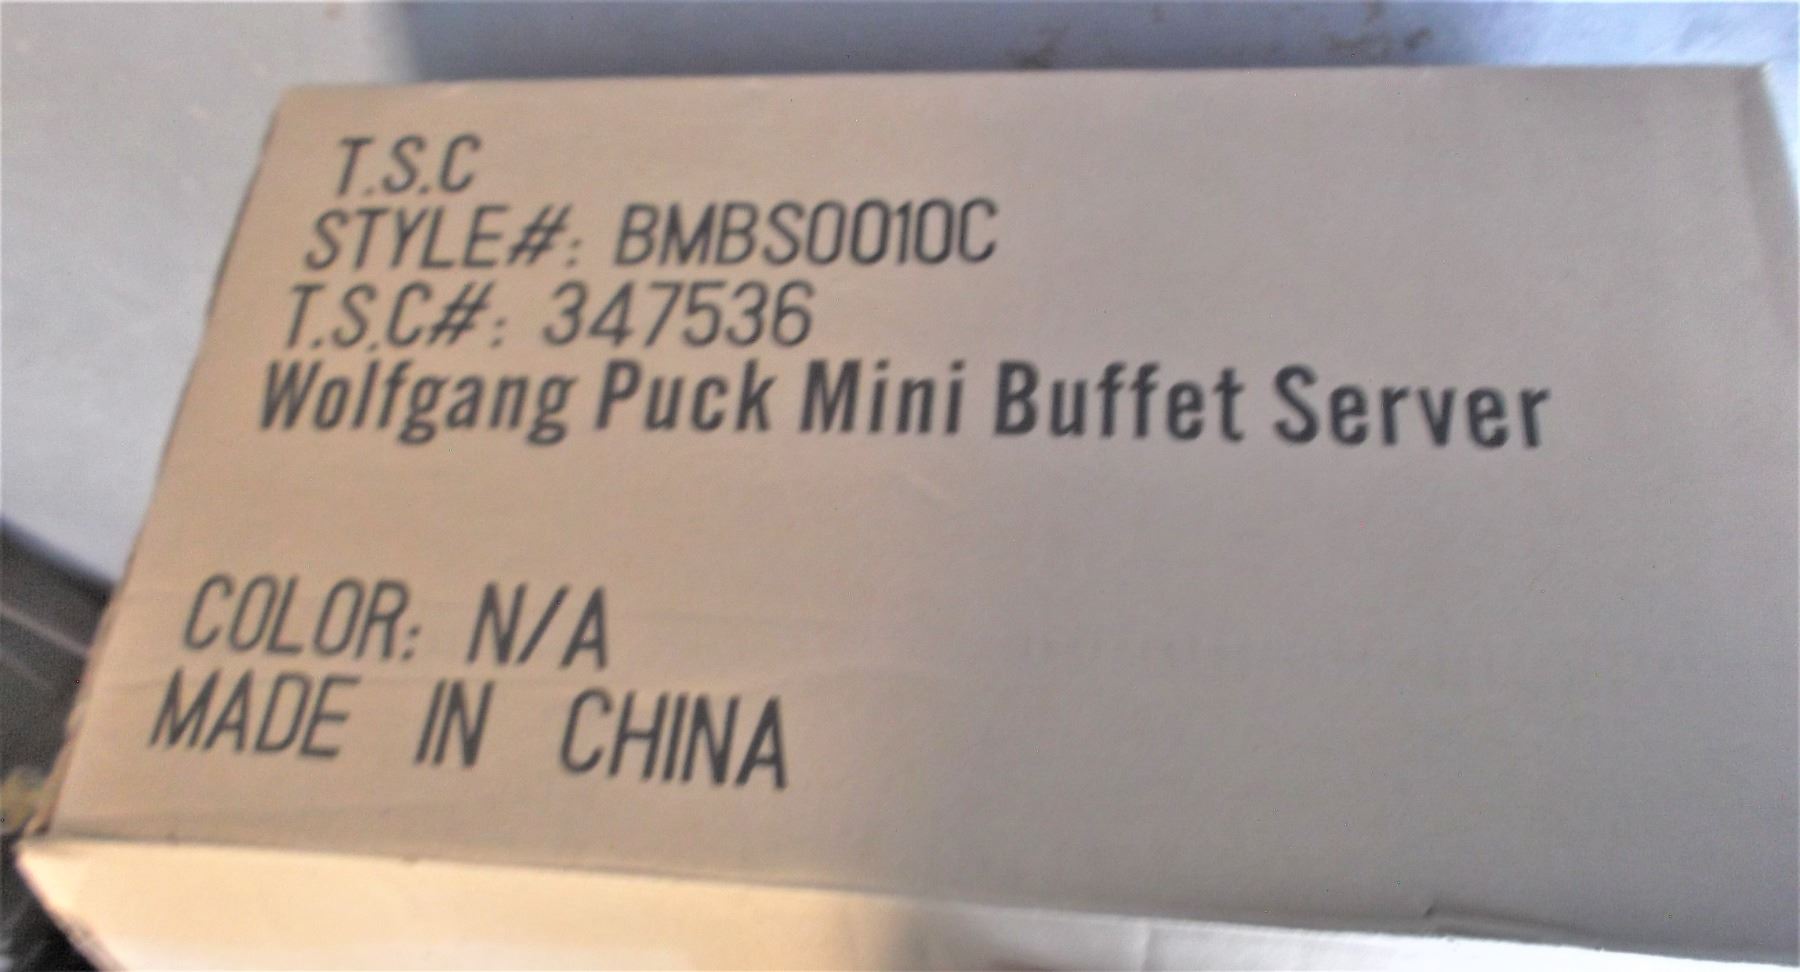 T.S.C
STYLE#: BMBS0010C
T.S.C#: 347536
Wolfgang Puck Mini Buffet Server
COLOR: N/A
MADE IN CHINA